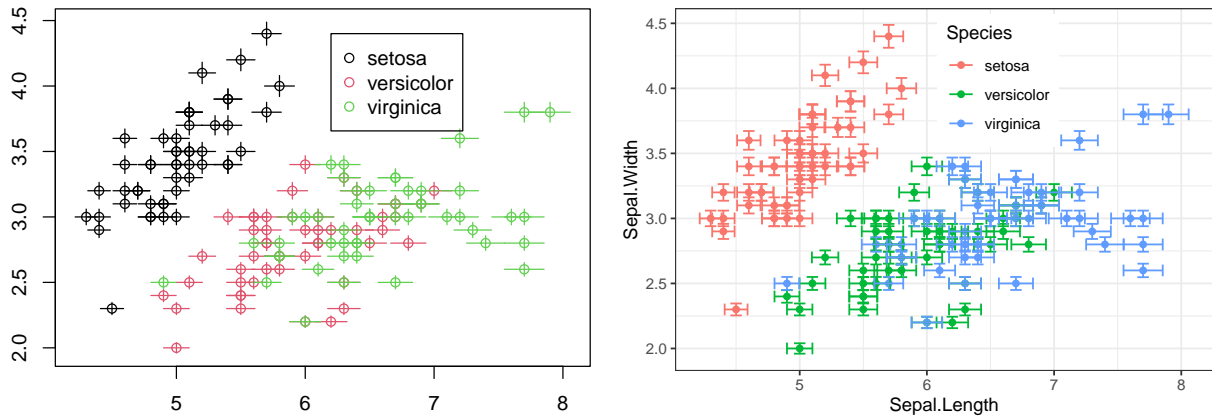 4.5
4.0
3.5
3.0
2.5
2.0
setosa
versicolor
virginica
5
6
7
8
4.5
4.0
3.5
3.0
2.5
2.0
Sepal.Width
Species
setosa
versicolor
virginica
5
6
7
8
Sepal.Length